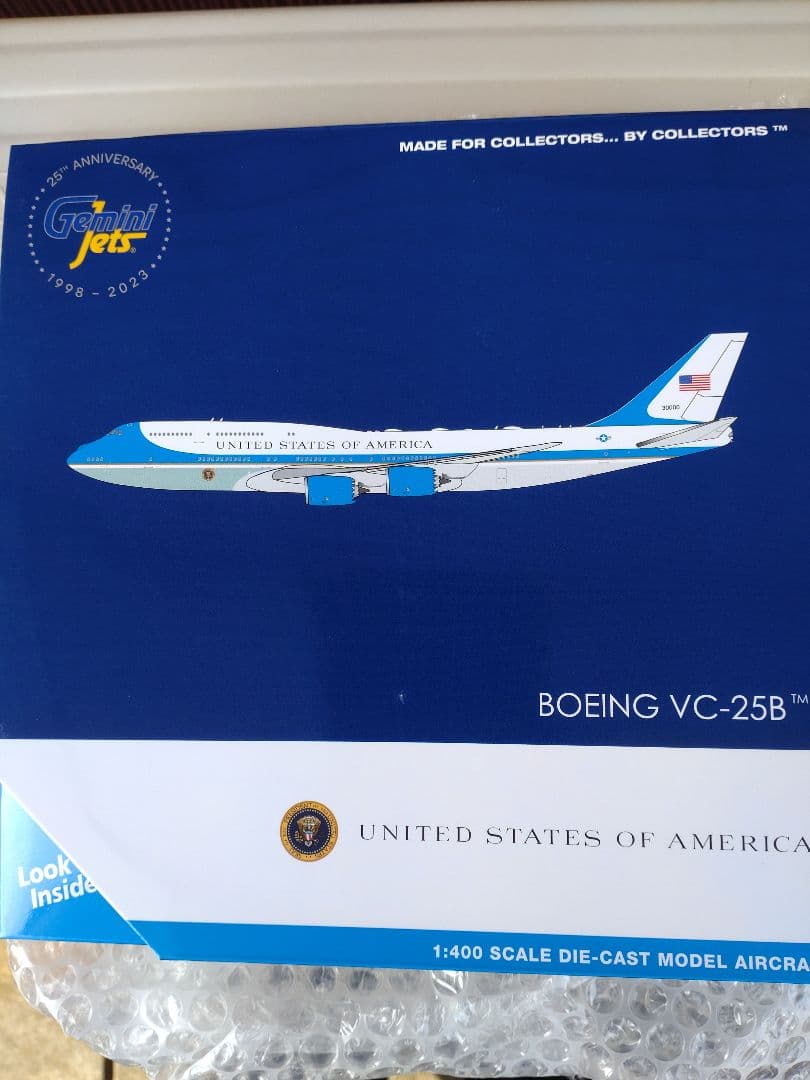 MADE FOR COLLECTORS... BY COLLECTORS ™
25TH ANNIVERSARY
Gemini
Jets®
1998 - 2023
30000
UNITED STATES OF AMERICA
BOEING VC-25B™
UNITED STATES OF AMERICA
Look
Inside
1:400 SCALE DIE-CAST MODEL AIRCRA